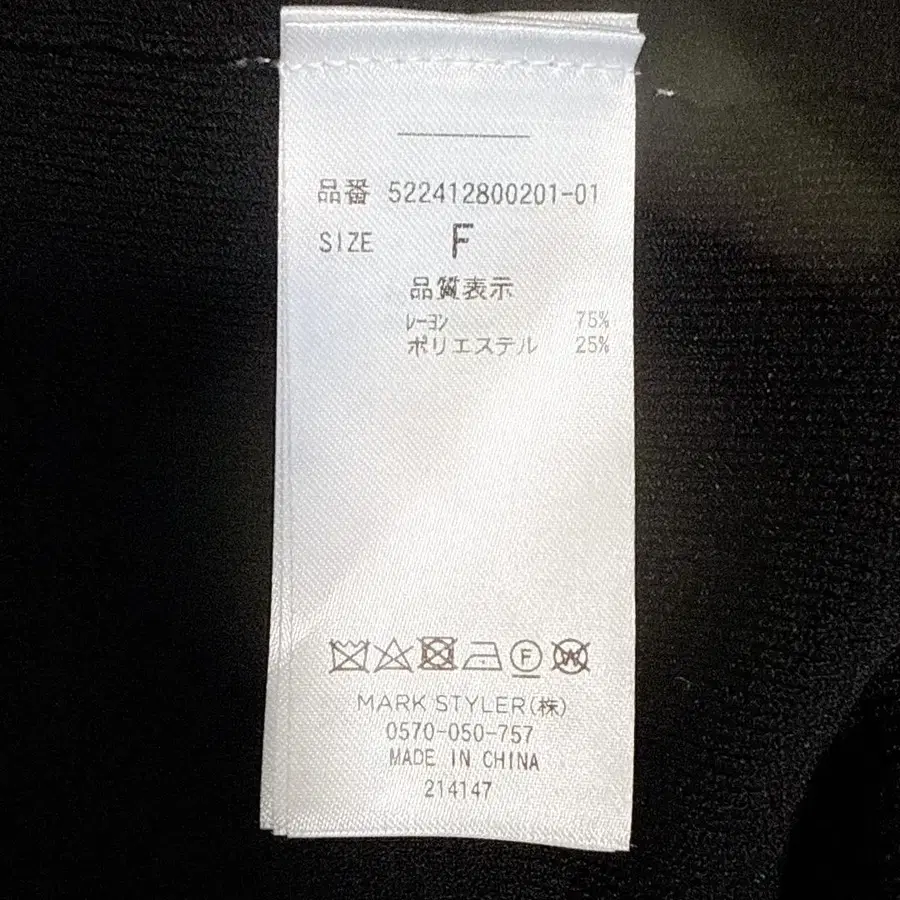 品番 522412800201-01
SIZE F
品質表示
ﾚｰﾖﾝ 75%
ポリエステル 25%
F W
MARK STYLER(株)
0570-050-757
MADE IN CHINA
214147